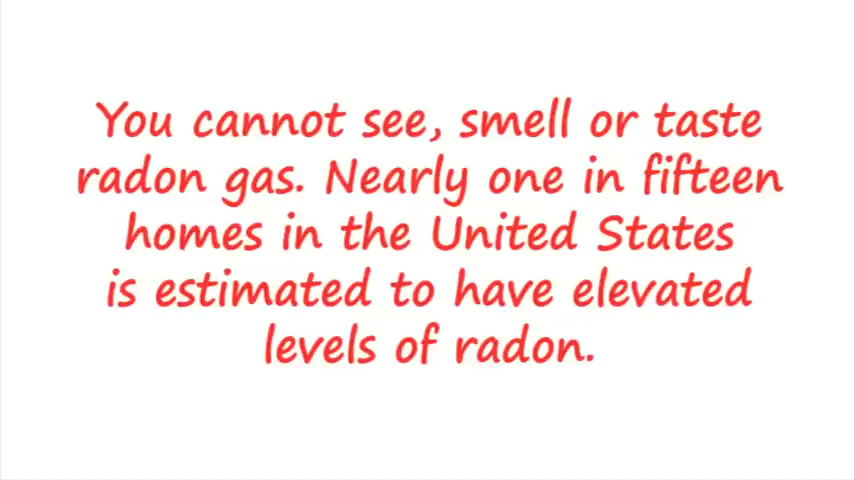 You cannot see, smell or taste
radon gas. Nearly one in fifteen
homes in the United States
is estimated to have elevated
levels of radon.